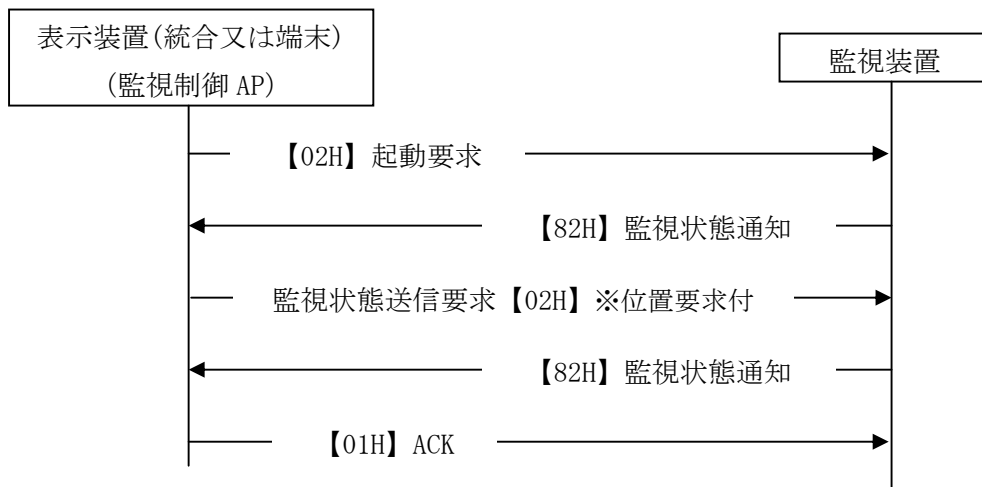 表示装置(統合又は端末)
(監視制御 AP)
監視装置
【02H】起動要求
【82H】監視状態通知
監視状態送信要求【02H】※位置要求付
【82H】監視状態通知
【01H】ACK